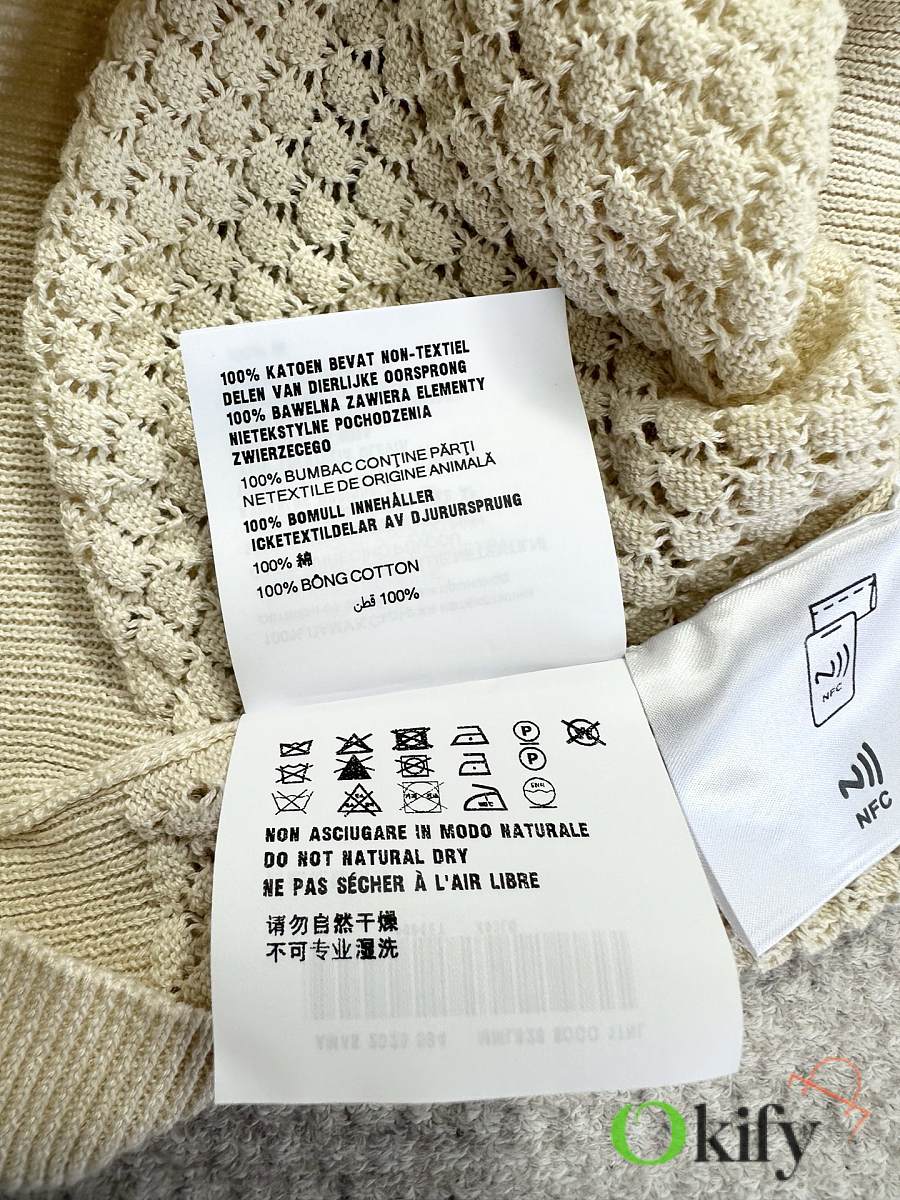 100% KATOEN BEVAT NON-TEXTIEL
DELEN VAN DIERLIJKE OORSPRONG
100% BAWELNA ZAWIERA ELEMENTY
NIETEKSTYLNE POCHODZENIA
ZWIERZECEGO
100% BUMBAC CONŢINE PĂRŢI
NETEXTILE DE ORIGINE ANIMALĂ
100% BOMULL INNEHÅLLER
ICKETEXTILDELAR AV DJURURSPRUNG
100% 綿
100% BÔNG COTTON
100% قطن
P
P
NON ASCIUGARE IN MODO NATURALE
DO NOT NATURAL DRY
NE PAS SÉCHER À L'AIR LIBRE
请勿自然干燥
不可专业湿洗
NFC
NFC
Okify